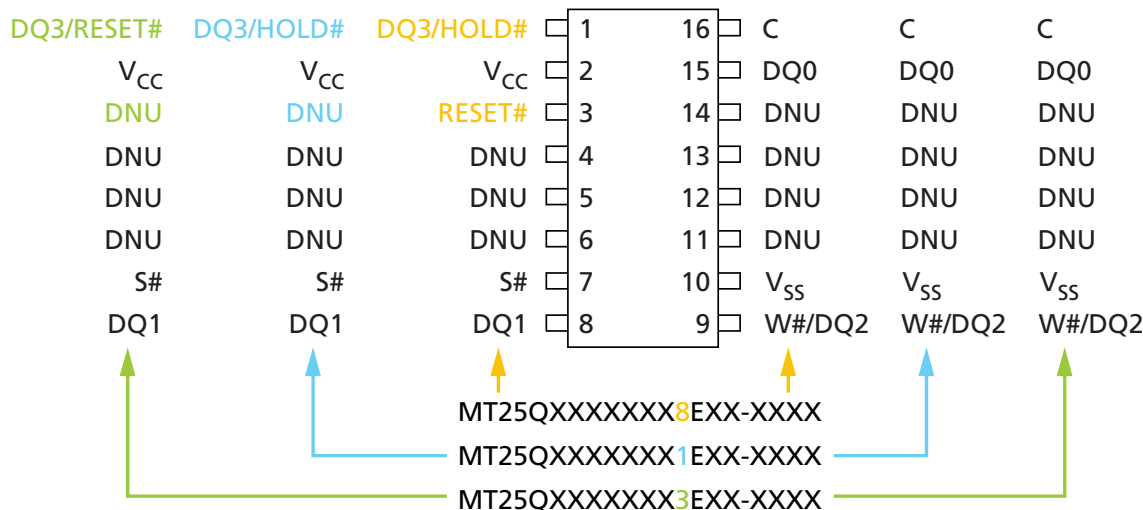 DQ3/RESET# DQ3/HOLD# DQ3/HOLD# 1 16 C C C
VCC VCC VCC 2 15 DQ0 DQ0 DQ0
DNU DNU RESET# 3 14 DNU DNU DNU
DNU DNU DNU 4 13 DNU DNU DNU
DNU DNU DNU 5 12 DNU DNU DNU
DNU DNU DNU 6 11 DNU DNU DNU
S# S# S# 7 10 VSS VSS VSS
DQ1 DQ1 DQ1 8 9 W#/DQ2 W#/DQ2 W#/DQ2
MT25QXXXXXXX8EXX-XXXX
MT25QXXXXXXX1EXX-XXXX
MT25QXXXXXXX3EXX-XXXX